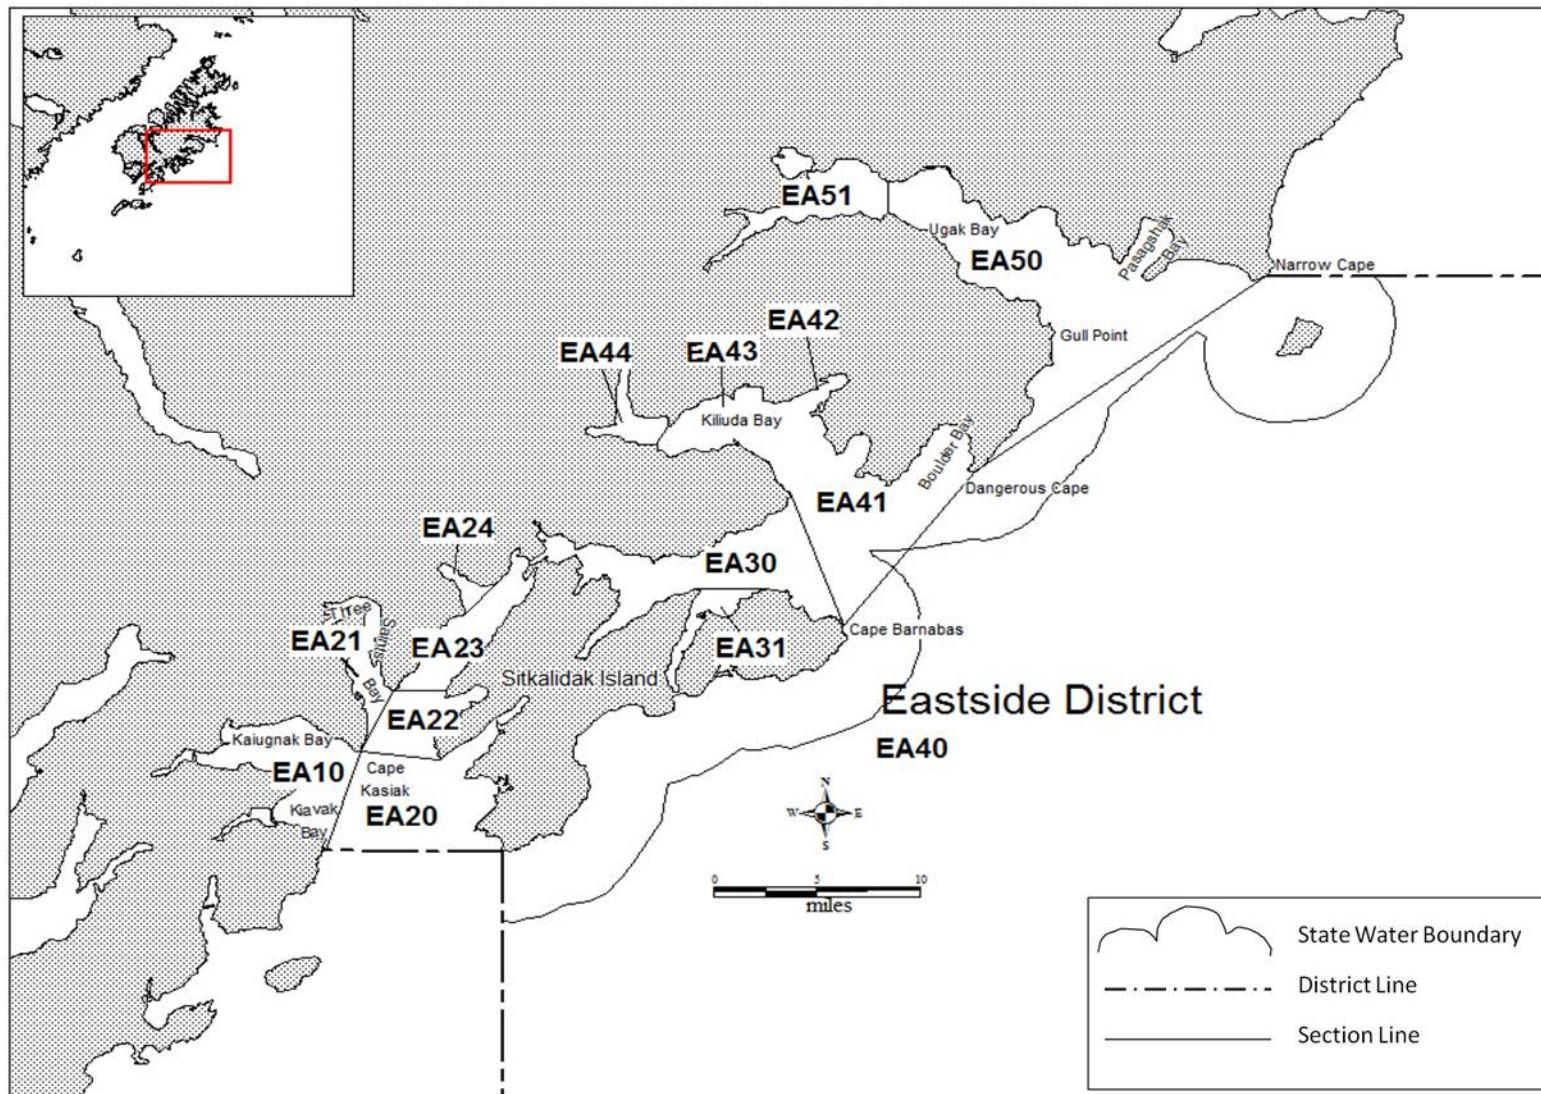 EA51
Ugak Bay
EA50
Pasagshak
Bay
Narrow Cape
EA42
EA44
EA43
Gull Point
Kiliuda Bay
Boulder Bay
Dangerous Cape
EA41
EA24
EA30
Three
Saints
Bay
EA21
EA23
EA31
Cape Barnabas
Sitkalidak Island
Eastside District
EA22
EA40
Kaiugnak Bay
EA10
Cape
Kasiak
Kiavak
Bay
EA20
N
W
E
S
0
5
10
miles
State Water Boundary
District Line
Section Line